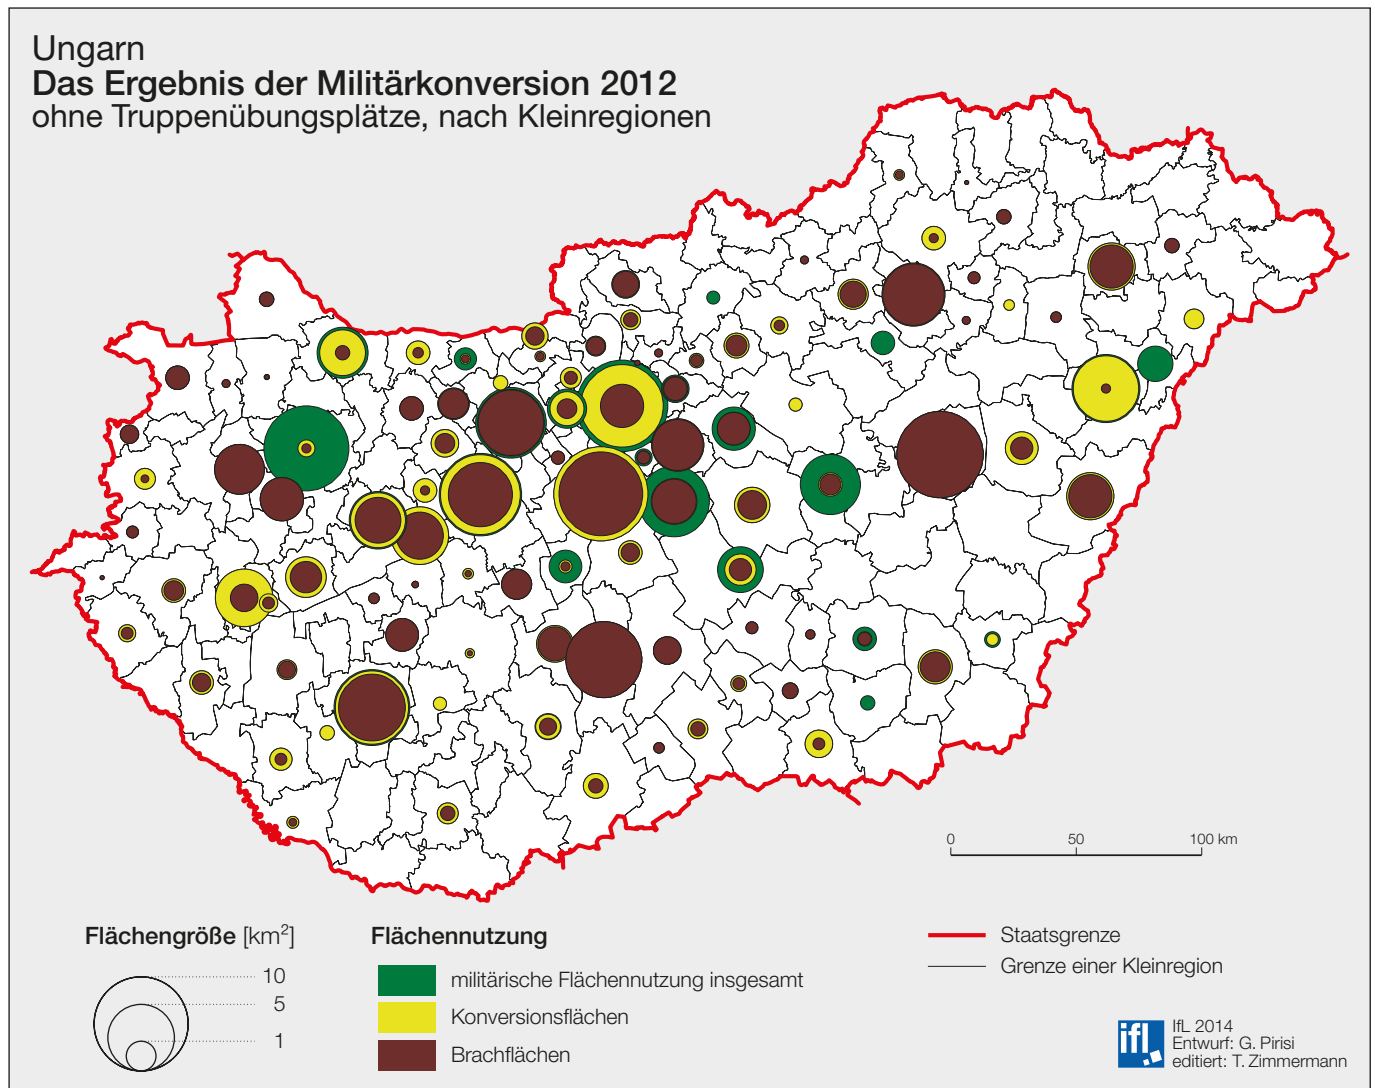 Ungarn
Das Ergebnis der Militärkonversion 2012
ohne Truppenübungsplätze, nach Kleinregionen
0 50 100 km
Flächengröße [km²]
10
5
1
Flächennutzung
militärische Flächennutzung insgesamt
Konversionsflächen
Brachflächen
Staatsgrenze
Grenze einer Kleinregion
ifl
IfL 2014
Entwurf: G. Pirisi
editiert: T. Zimmermann